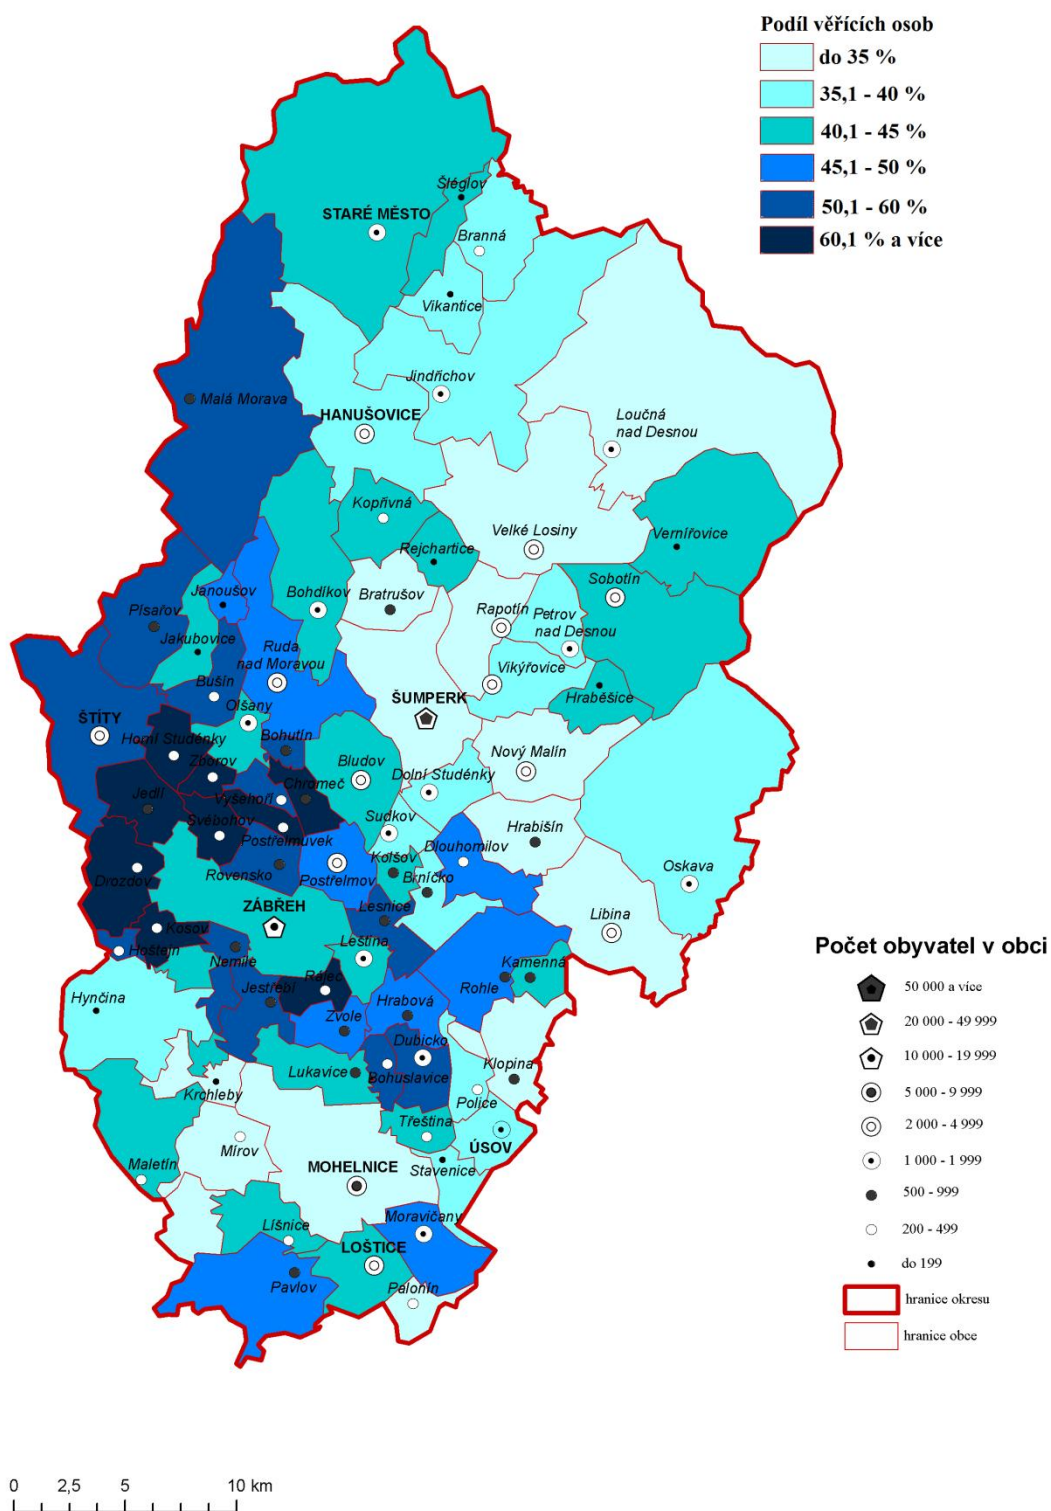 Podíl věřících osob
do 35 %
35,1 - 40 %
40,1 - 45 %
45,1 - 50 %
50,1 - 60 %
60,1 % a více
Šléglov
STARÉ MĚSTO
Branná
Vikantice
Jindřichov
Malá Morava
HANUŠOVICE
Loučná
nad Desnou
Kopřivná
Velké Losiny
Vernířovice
Rejchartice
Sobotín
Janoušov
Bohdíkov
Bratrušov
Písařov
Rapotín
Petrov
nad Desnou
Jakubovice
Ruda
nad Moravou
Vikýřovice
Bušín
ŠUMPERK
Hraběšice
Olšany
ŠTÍTY
Horní Studénky
Bohutín
Nový Malín
Zborov
Bludov
Dolní Studénky
Chromeč
Jedlí
Vyšehoří
Sudkov
Svébohov
Hrabišín
Postřelmůvek
Dlouhomilov
Kolšov
Rovensko
Postřelmov
Brníčko
Oskava
Drozdov
ZÁBŘEH
Lesnice
Libina
Kosov
Hoštejn
Nemile
Leština
Kamenná
Rájec
Rohle
Jestřebí
Hynčina
Hrabová
Zvole
Dubicko
Klopina
Lukavice
Bohuslavice
Krchleby
Police
Třeština
Mírov
ÚSOV
Maletín
MOHELNICE
Stavenice
Líšnice
Moravičany
LOŠTICE
Pavlov
Palonín
Počet obyvatel v obci
50 000 a více
20 000 - 49 999
10 000 - 19 999
5 000 - 9 999
2 000 - 4 999
1 000 - 1 999
500 - 999
200 - 499
do 199
hranice okresu
hranice obce
0 2,5 5 10 km